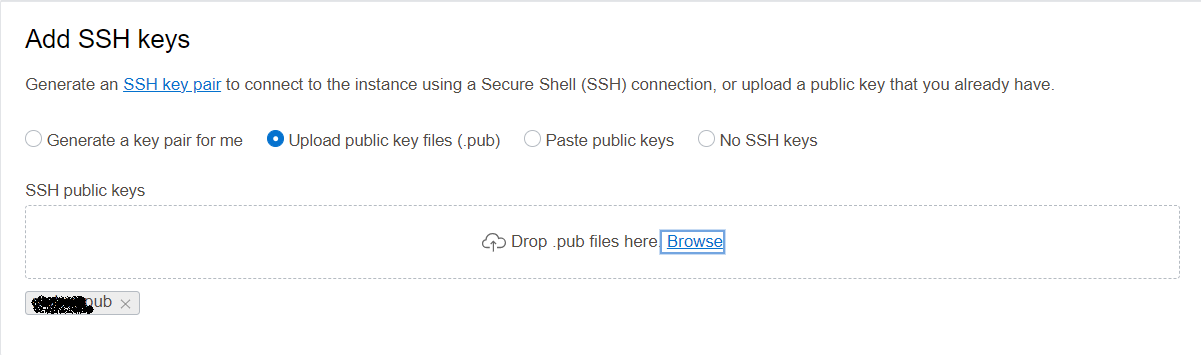 Add SSH keys
Generate an SSH key pair to connect to the instance using a Secure Shell (SSH) connection, or upload a public key that you already have.
Generate a key pair for me Upload public key files (.pub) Paste public keys No SSH keys
SSH public keys
Drop .pub files here. Browse
pub